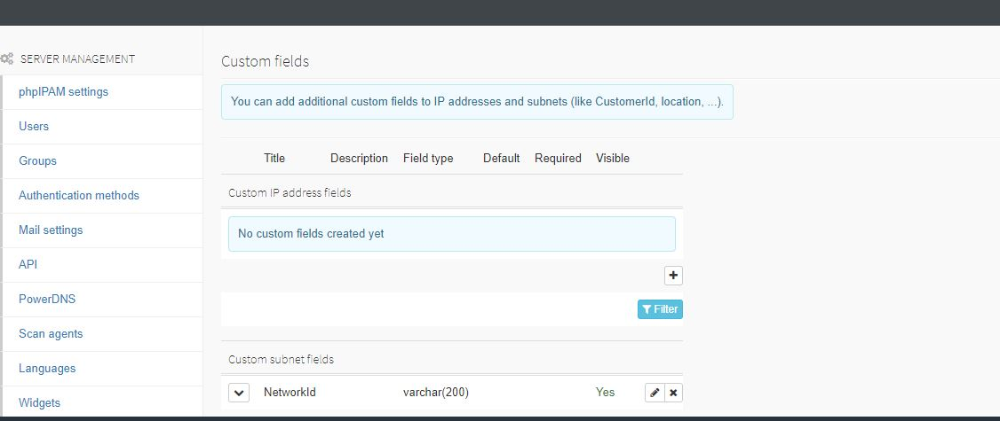 SERVER MANAGEMENT
phpIPAM settings
Users
Groups
Authentication methods
Mail settings
API
PowerDNS
Scan agents
Languages
Widgets
Custom fields
You can add additional custom fields to IP addresses and subnets (like CustomerId, location, ...).
Title Description Field type Default Required Visible
Custom IP address fields
No custom fields created yet
Filter
Custom subnet fields
NetworkId varchar(200) Yes